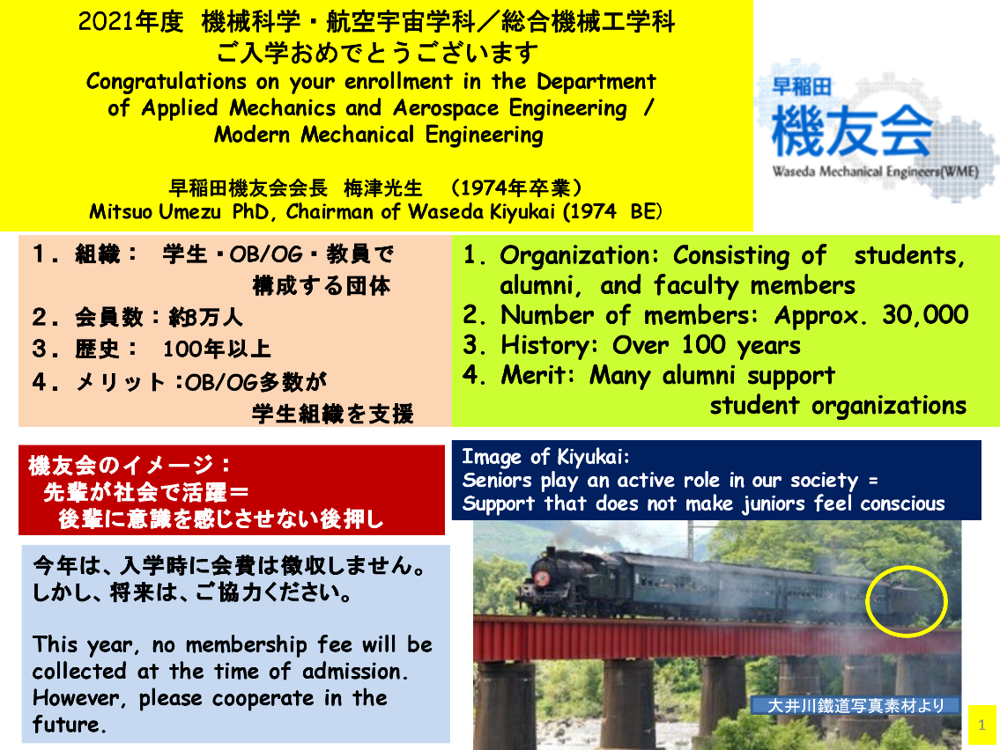 2021年度　機械科学・航空宇宙学科／総合機械工学科
ご入学おめでとうございます
Congratulations on your enrollment in the Department
of Applied Mechanics and Aerospace Engineering /
Modern Mechanical Engineering
早稲田機友会会長　梅津光生　（1974年卒業）
Mitsuo Umezu PhD, Chairman of Waseda Kiyukai (1974 BE)
早稲田
機友会
Waseda Mechanical Engineers(WME)
１．組織：　学生・OB/OG・教員で
構成する団体
２．会員数：約3万人
３．歴史：　100年以上
４．メリット：OB/OG多数が
学生組織を支援
1. Organization: Consisting of students,
alumni, and faculty members
2. Number of members: Approx. 30,000
3. History: Over 100 years
4. Merit: Many alumni support
student organizations
機友会のイメージ：
先輩が社会で活躍＝
後輩に意識を感じさせない後押し
Image of Kiyukai:
Seniors play an active role in our society =
Support that does not make juniors feel conscious
今年は、入学時に会費は徴収しません。
しかし、将来は、ご協力ください。
This year, no membership fee will be
collected at the time of admission.
However, please cooperate in the
future.
大井川鐵道写真素材より
1